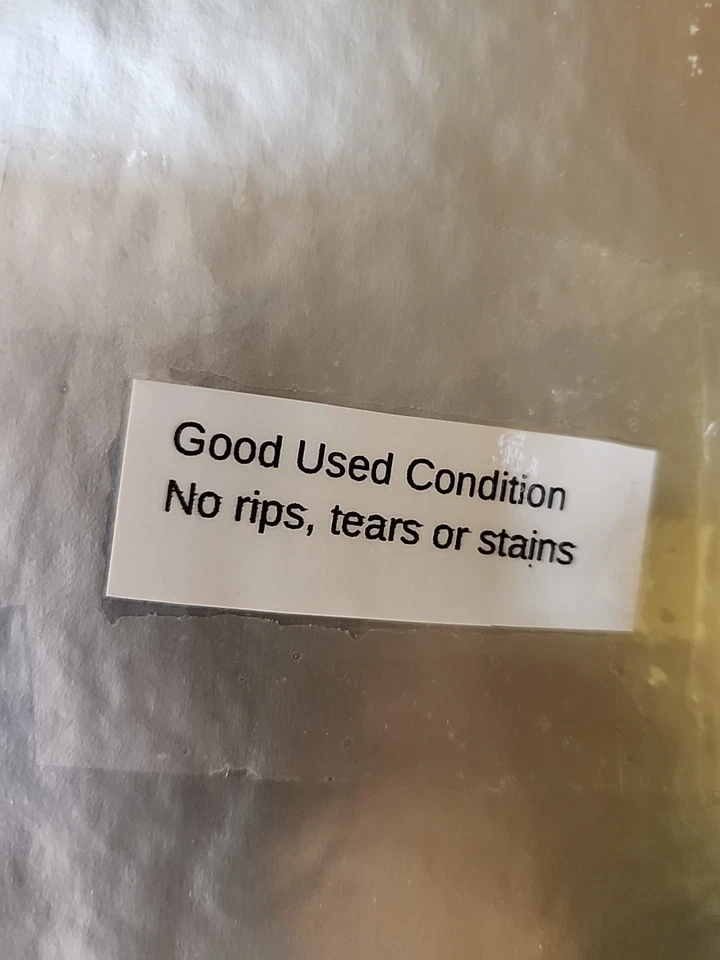 Good Used Condition
No rips, tears or stains